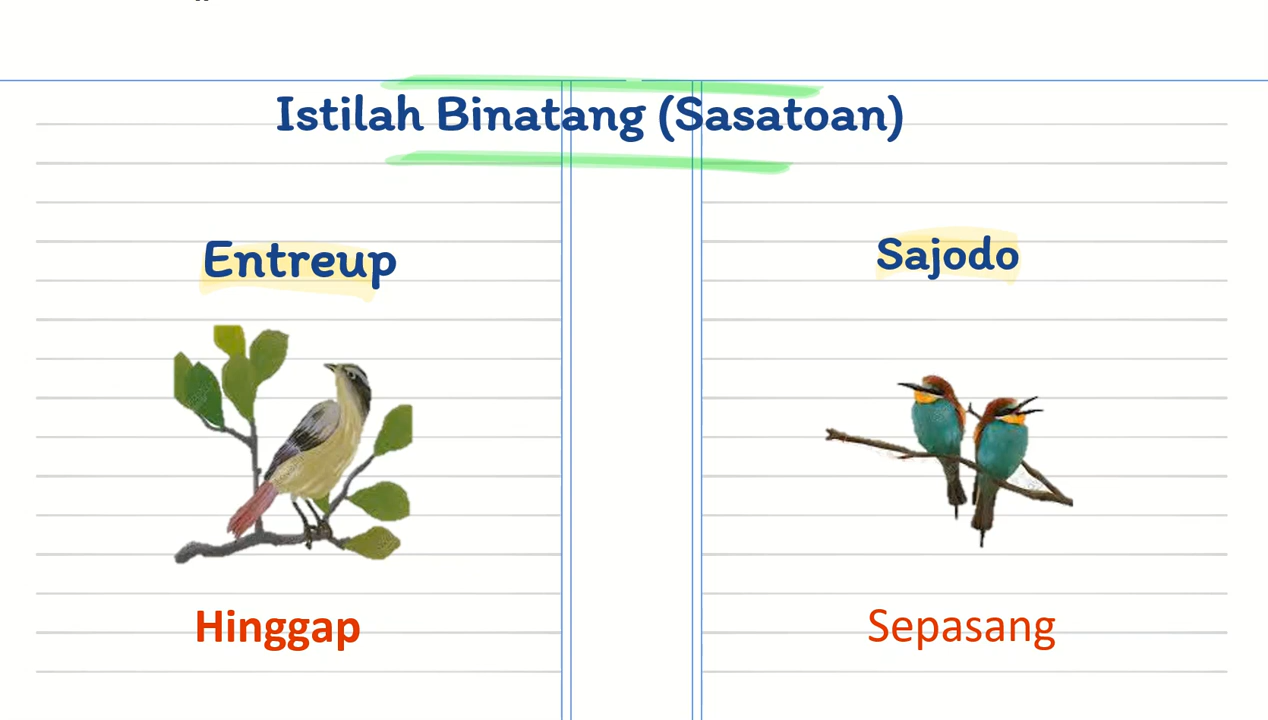 Istilah Binatang (Sasatoan)
Entreup
Sajodo
Hinggap
Sepasang